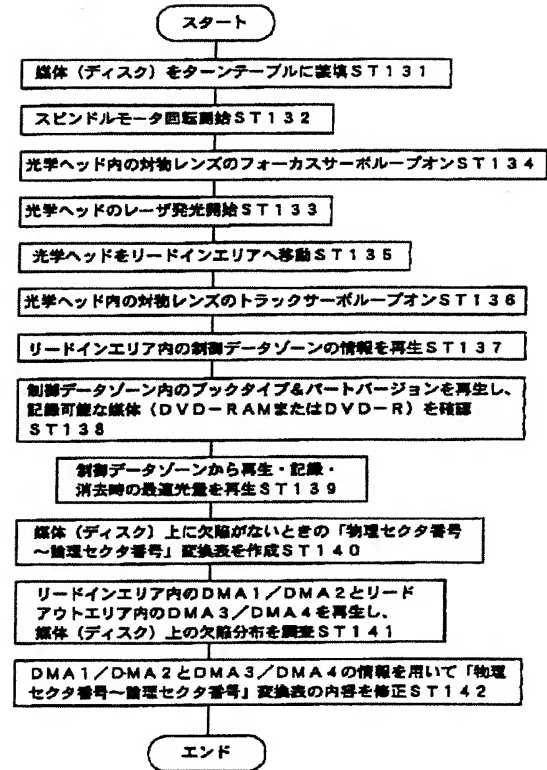 スタート
媒体(ディスク)をターンテーブルに装填ST131
スピンドルモータ回転開始ST132
光学ヘッド内の対物レンズのフォーカスサーボループオンST134
光学ヘッドのレーザ発光開始ST133
光学ヘッドをリードインエリアへ移動ST135
光学ヘッド内の対物レンズのトラックサーボループオンST136
リードインエリア内の制御データゾーンの情報を再生ST137
制御データゾーン内のブックタイプ&パートバージョンを再生し、
記録可能な媒体(DVD-RAMまたはDVD-R)を確認
ST138
制御データゾーンから再生・記録・
消去時の最適光量を再生ST139
媒体(ディスク)上に欠陥がないときの「物理セクタ番号
~論理セクタ番号」変換表を作成ST140
リードインエリア内のDMA1/DMA2とリード
アウトエリア内のDMA3/DMA4を再生し、
媒体(ディスク)上の欠陥分布を調査ST141
DMA1/DMA2とDMA3/DMA4の情報を用いて「物理
セクタ番号~論理セクタ番号」変換表の内容を修正ST142
エンド